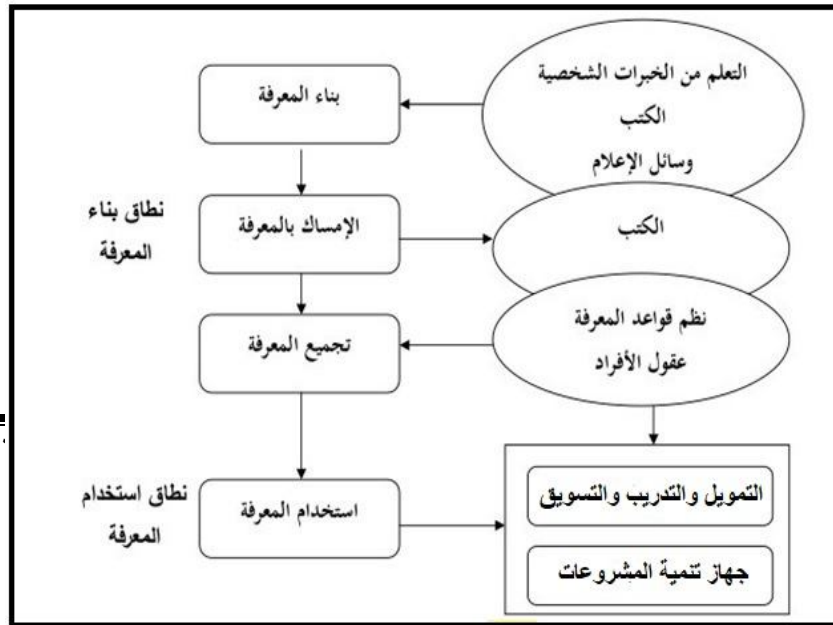 التعلم من الخبرات الشخصية
الكتب
وسائل الإعلام
بناء المعرفة
الكتب
الإمساك بالمعرفة
نطاق بناء
المعرفة
نظم قواعد المعرفة
عقول الأفراد
تجميع المعرفة
التمويل والتدريب والتسويق
جهاز تنمية المشروعات
استخدام المعرفة
نطاق استخدام
المعرفة